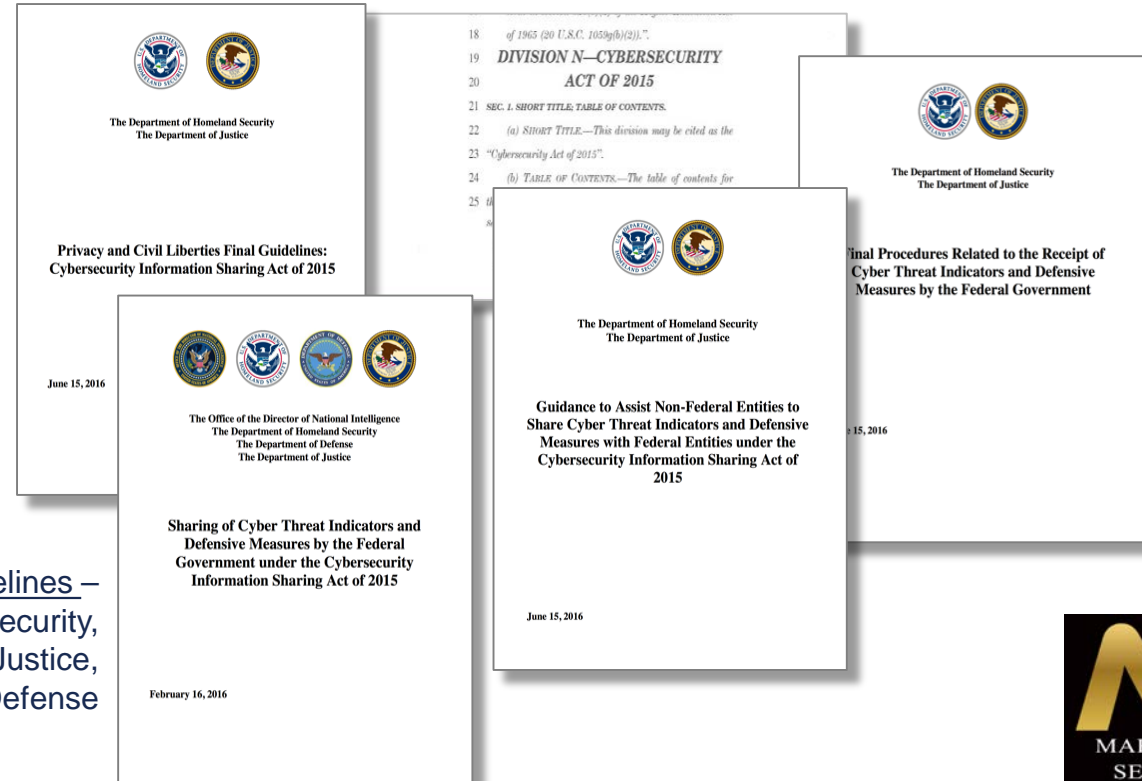 The Department of Homeland Security
The Department of Justice
Privacy and Civil Liberties Final Guidelines:
Cybersecurity Information Sharing Act of 2015
June 15, 2016
18 of 1965 (20 U.S.C. 1059g(b)(2)).”.
19 DIVISION N—CYBERSECURITY
20 ACT OF 2015
21 SEC. 1. SHORT TITLE; TABLE OF CONTENTS.
22 (a) SHORT TITLE.—This division may be cited as the
23 “Cybersecurity Act of 2015”.
24 (b) TABLE OF CONTENTS.—The table of contents for
25
The Department of Homeland Security
The Department of Justice
inal Procedures Related to the Receipt of
Cyber Threat Indicators and Defensive
Measures by the Federal Government
15, 2016
The Office of the Director of National Intelligence
The Department of Homeland Security
The Department of Defense
The Department of Justice
Sharing of Cyber Threat Indicators and
Defensive Measures by the Federal
Government under the Cybersecurity
Information Sharing Act of 2015
February 16, 2016
The Department of Homeland Security
The Department of Justice
Guidance to Assist Non-Federal Entities to
Share Cyber Threat Indicators and Defensive
Measures with Federal Entities under the
Cybersecurity Information Sharing Act of
2015
June 15, 2016
elines –
ecurity,
Justice,
Defense
MA
SE